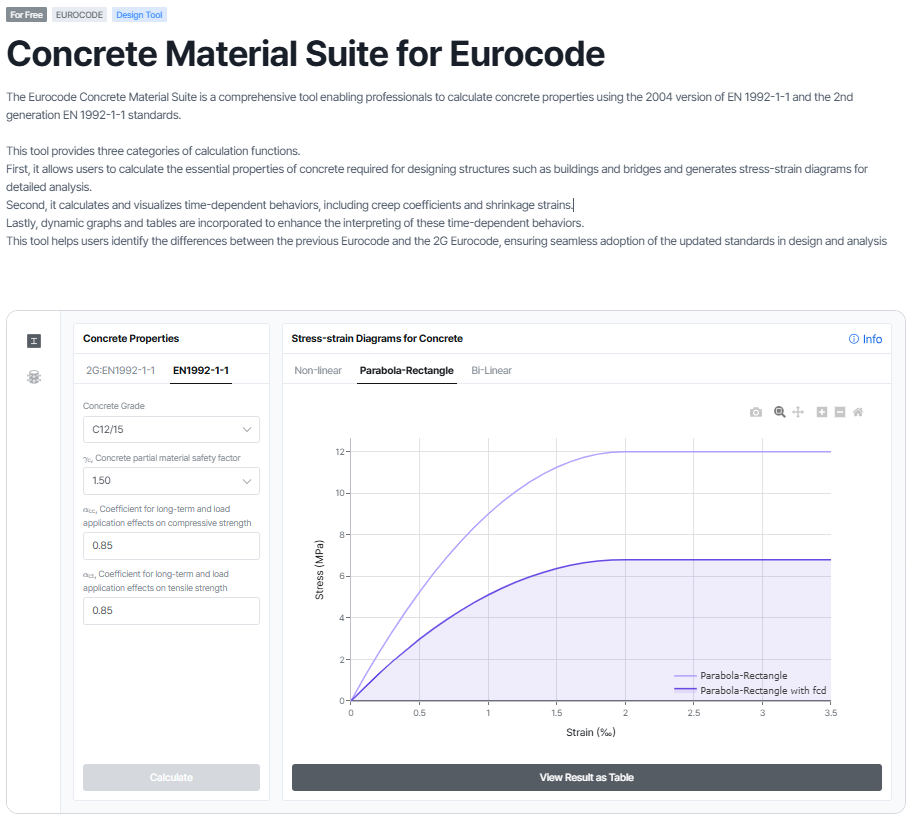 For Free EUROCODE Design Tool
Concrete Material Suite for Eurocode
The Eurocode Concrete Material Suite is a comprehensive tool enabling professionals to calculate concrete properties using the 2004 version of EN 1992-1-1 and the 2nd
generation EN 1992-1-1 standards.
This tool provides three categories of calculation functions.
First, it allows users to calculate the essential properties of concrete required for designing structures such as buildings and bridges and generates stress-strain diagrams for
detailed analysis.
Second, it calculates and visualizes time-dependent behaviors, including creep coefficients and shrinkage strains.
Lastly, dynamic graphs and tables are incorporated to enhance the interpreting of these time-dependent behaviors.
This tool helps users identify the differences between the previous Eurocode and the 2G Eurocode, ensuring seamless adoption of the updated standards in design and analysis
Concrete Properties
2G:EN1992-1-1 EN1992-1-1
Concrete Grade
C12/15
γc, Concrete partial material safety factor
1.50
αcc, Coefficient for long-term and load
application effects on compressive strength
0.85
αct, Coefficient for long-term and load
application effects on tensile strength
0.85
Calculate
Stress-strain Diagrams for Concrete
Info
Non-linear Parabola-Rectangle Bi-Linear
12
10
8
6
4
2
0
Stress (MPa)
0 0.5 1 1.5 2 2.5 3 3.5
Strain (‰)
Parabola-Rectangle
Parabola-Rectangle with fcd
View Result as Table